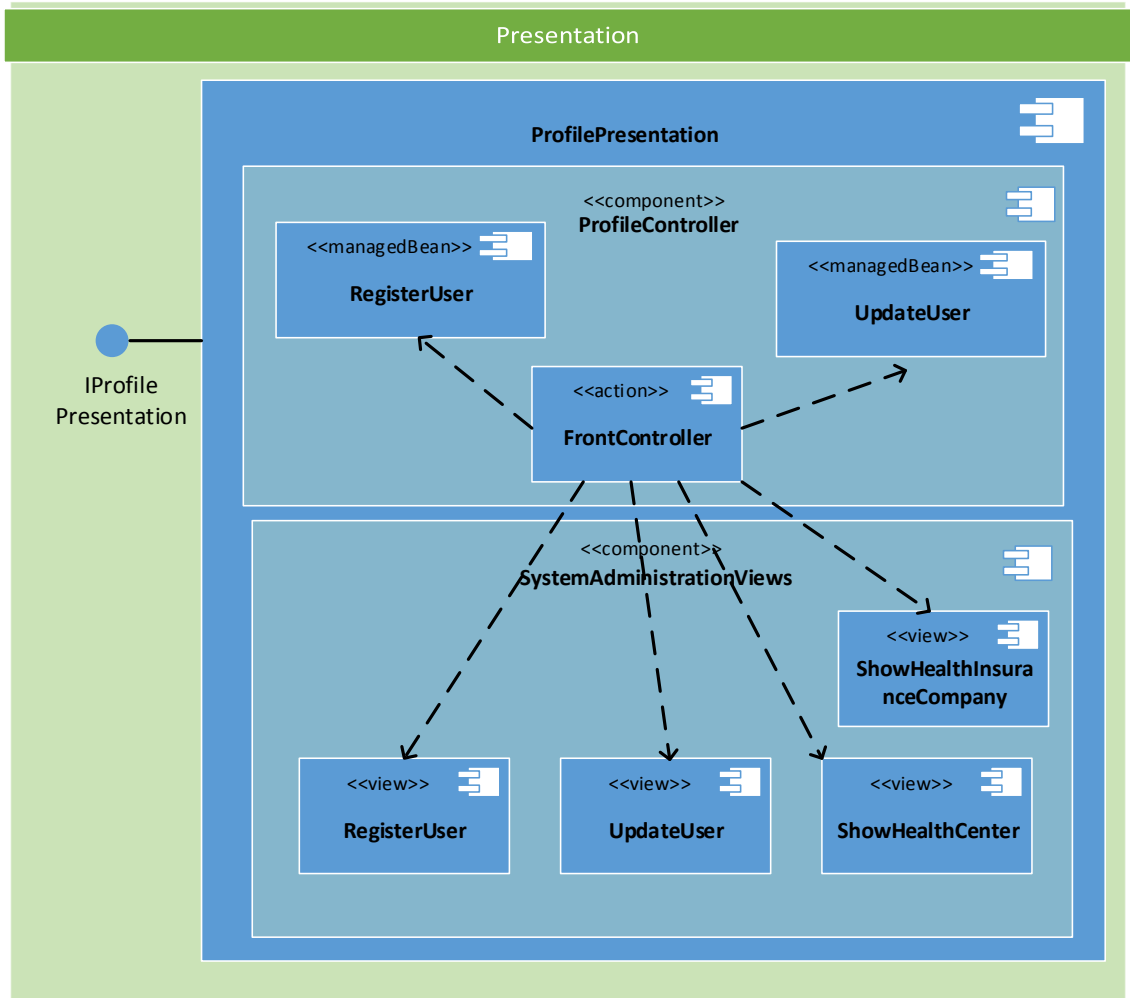 Presentation
ProfilePresentation
<<component>>
ProfileController
<<managedBean>>
RegisterUser
<<managedBean>>
UpdateUser
IProfile
Presentation
<<action>>
FrontController
<<component>>
SystemAdministrationViews
<<view>>
ShowHealthInsura
nceCompany
<<view>>
RegisterUser
<<view>>
UpdateUser
<<view>>
ShowHealthCenter